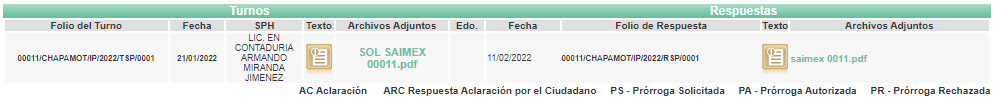 Turnos Respuestas
Folio del Turno Fecha SPH Texto Archivos Adjuntos Edo. Fecha Folio de Respuesta Texto Archivos Adjuntos
00011/CHAPAMOT/IP/2022/TSP/0001 21/01/2022 LIC. EN CONTADURIA ARMANDO MIRANDA JIMENEZ SOL SAIMEX 00011.pdf 11/02/2022 00011/CHAPAMOT/IP/2022/RSP/0001 saimex 0011.pdf
AC Aclaración ARC Respuesta Aclaración por el Ciudadano PS - Prórroga Solicitada PA - Prórroga Autorizada PR - Prórroga Rechazada